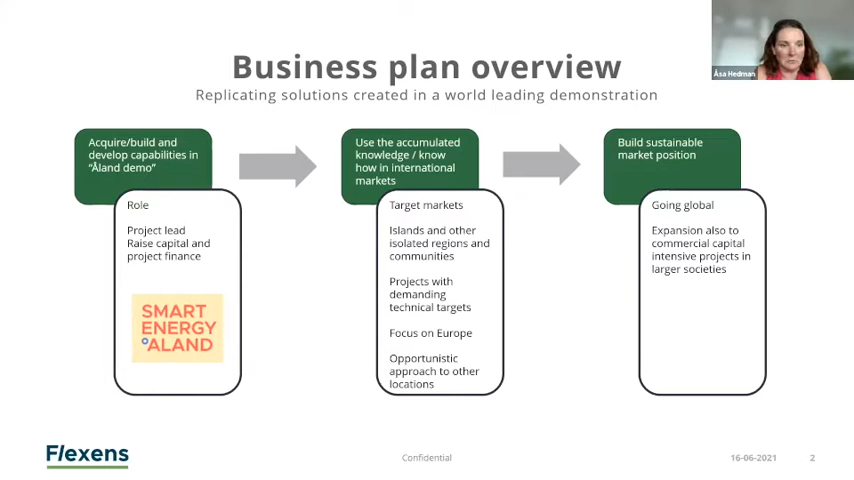 Åsa Hedman
Business plan overview
Replicating solutions created in a world leading demonstration
Acquire/build and
develop capabilities in
"Åland demo"
Role
Project lead
Raise capital and
project finance
SMART
ENERGY
ÅLAND
Use the accumulated
knowledge / know
how in international
markets
Target markets
Islands and other
isolated regions and
communities
Projects with
demanding
technical targets
Focus on Europe
Opportunistic
approach to other
locations
Build sustainable
market position
Going global
Expansion also to
commercial capital
intensive projects in
larger societies
Flexens
Confidential
16-06-2021
2